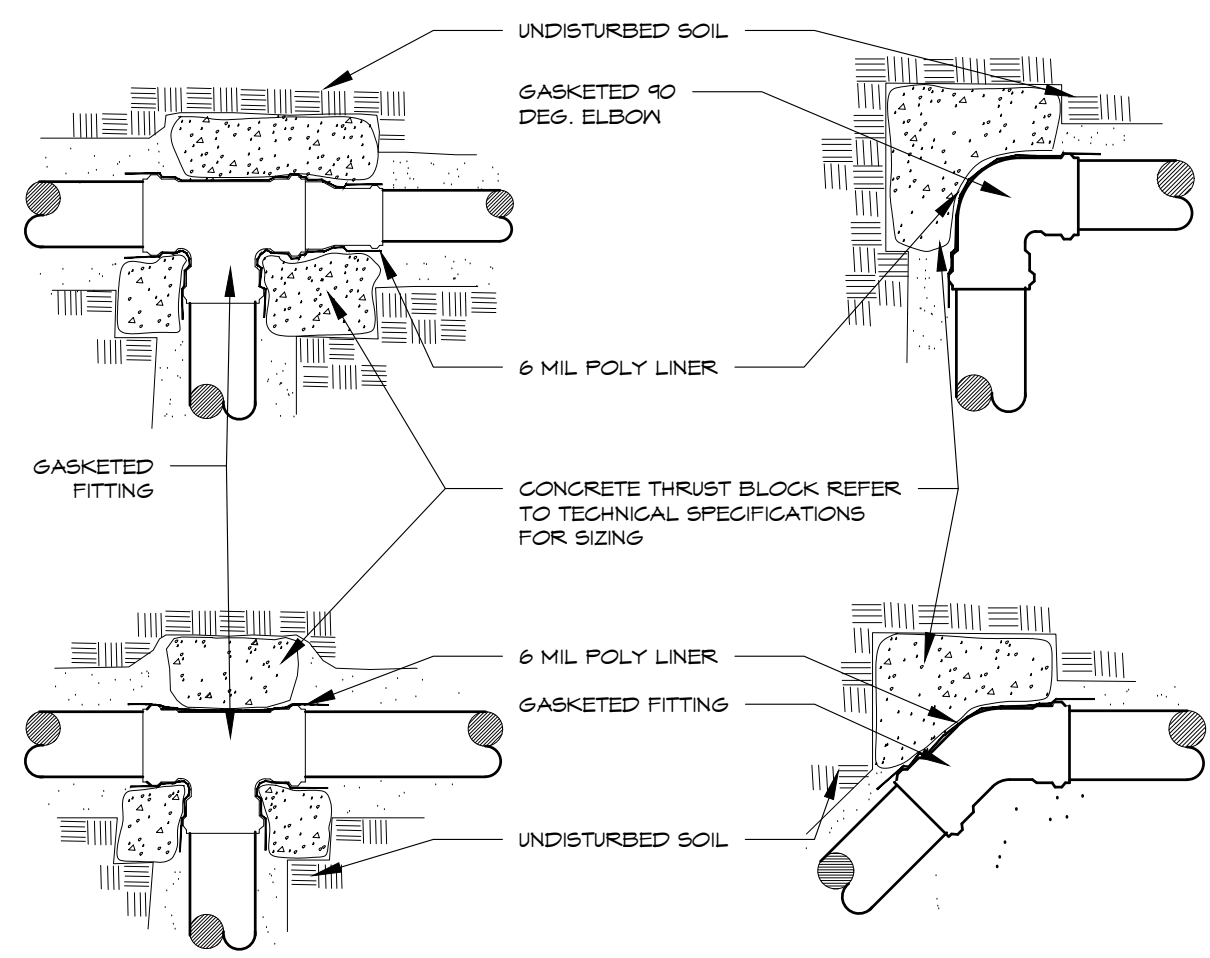 UNDISTURBED SOIL
GASKETED 90
DEG. ELBOW
6 MIL POLY LINER
GASKETED
FITTING
CONCRETE THRUST BLOCK REFER
TO TECHNICAL SPECIFICATIONS
FOR SIZING
6 MIL POLY LINER
GASKETED FITTING
UNDISTURBED SOIL